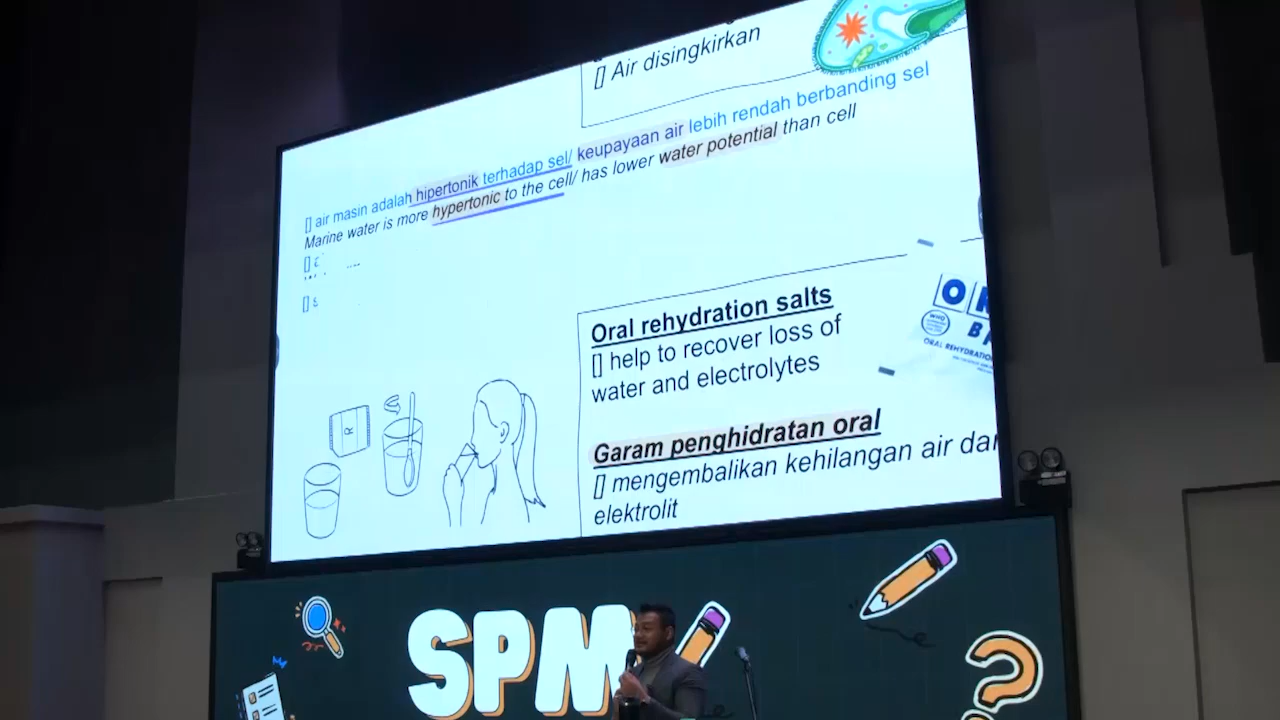 [] Air disingkirkan
[] air masin adalah hipertonik terhadap sel/ keupayaan air lebih rendah berbanding sel
Marine water is more hypertonic to the cell/ has lower water potential than cell
[]
[]
R
Oral rehydration salts
[] help to recover loss of
water and electrolytes
Garam penghidratan oral
[] mengembalikan kehilangan air dan
elektrolit
WHO
ORAL REHYDRATION
SPM
?